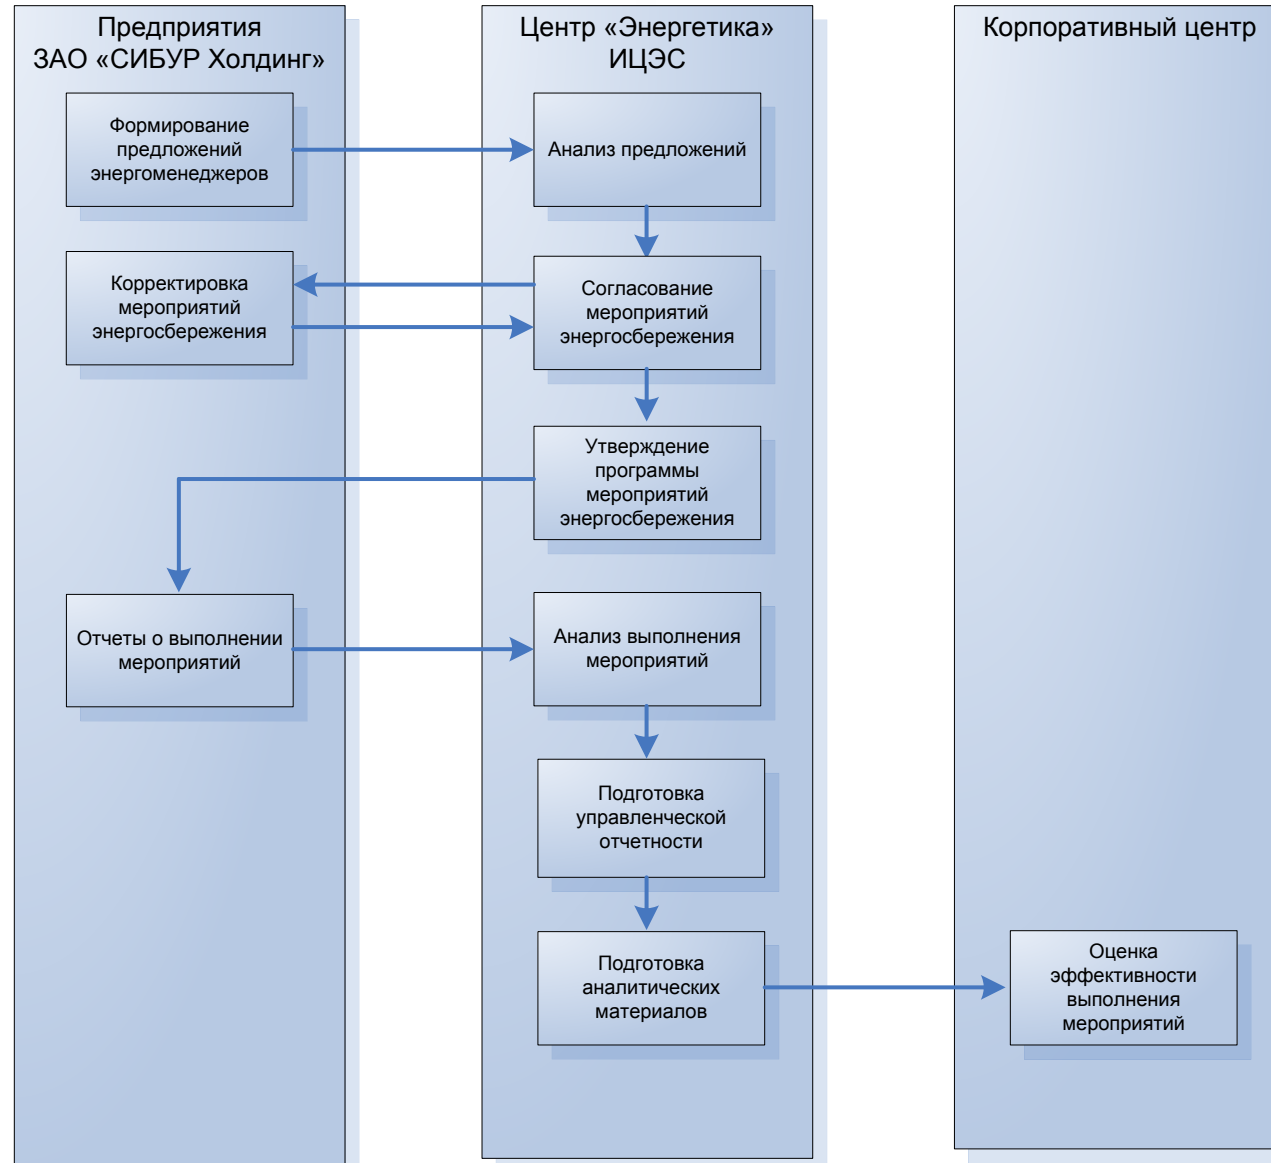 Предприятия
ЗАО «СИБУР Холдинг»
Центр «Энергетика»
ИЦЭС
Корпоративный центр
Формирование
предложений
энергоменеджеров
Анализ предложений
Корректировка
мероприятий
энергосбережения
Согласование
мероприятий
энергосбережения
Утверждение
программы
мероприятий
энергосбережения
Отчеты о выполнении
мероприятий
Анализ выполнения
мероприятий
Подготовка
управленческой
отчетности
Подготовка
аналитических
материалов
Оценка
эффективности
выполнения
мероприятий